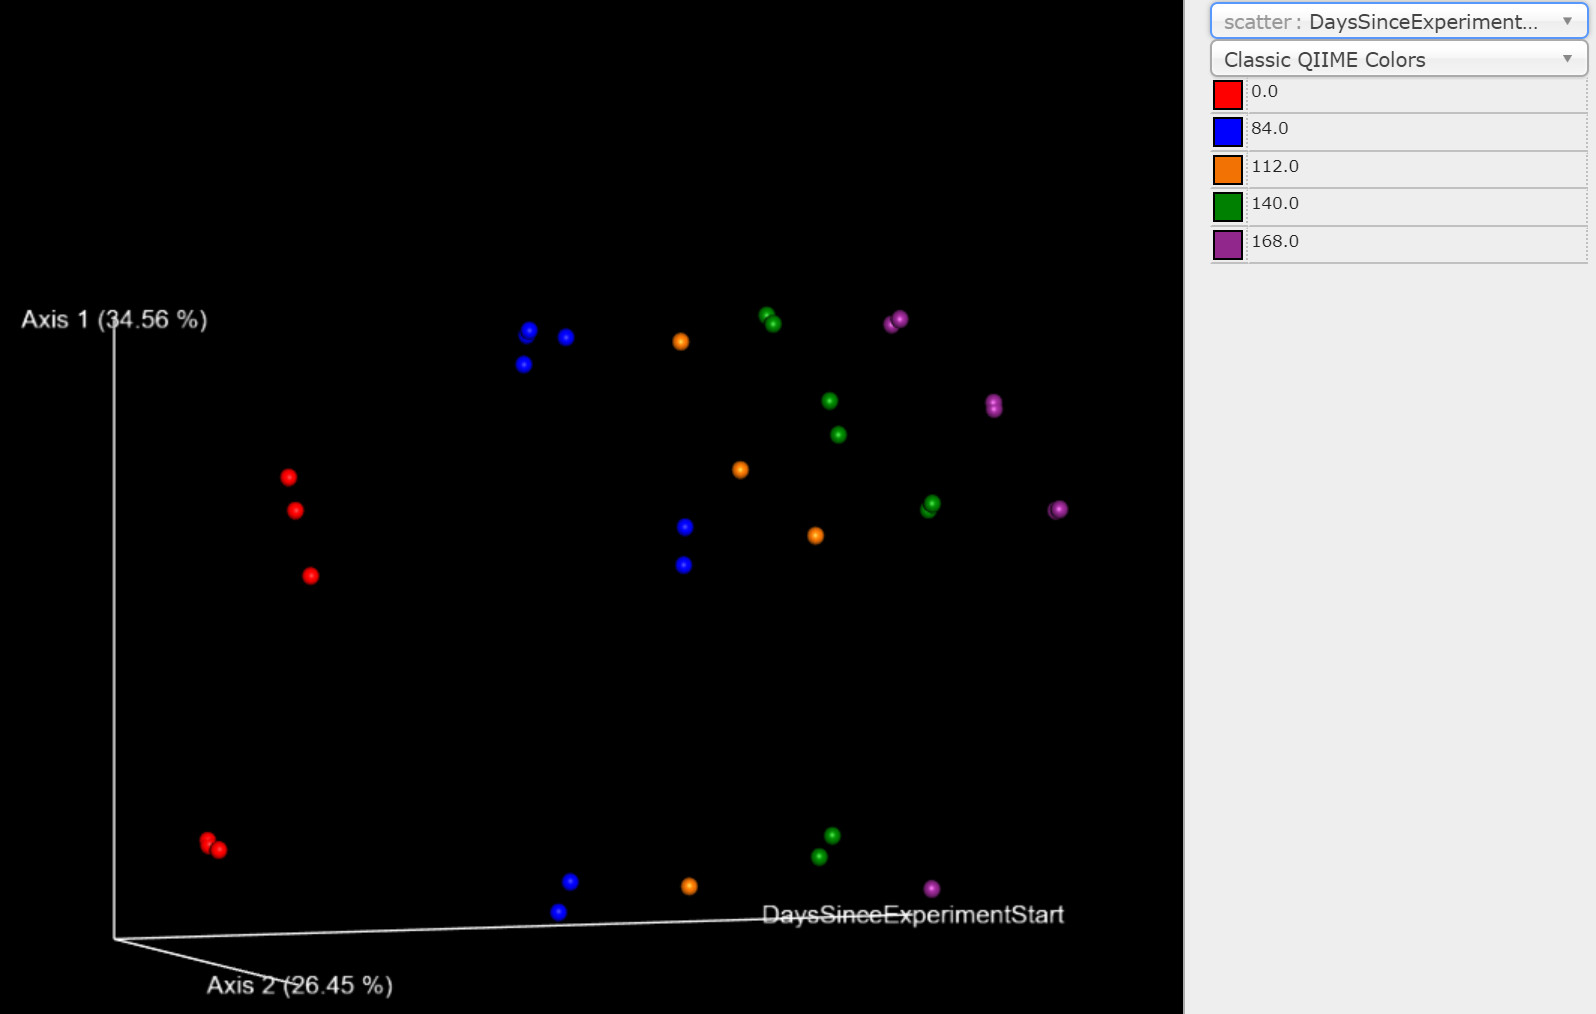 scatter : DaysSinceExperiment...
Classic QIIME Colors
0.0
84.0
112.0
140.0
168.0
Axis 1 (34.56 %)
DaysSinceExperimentStart
Axis 2 (26.45 %)